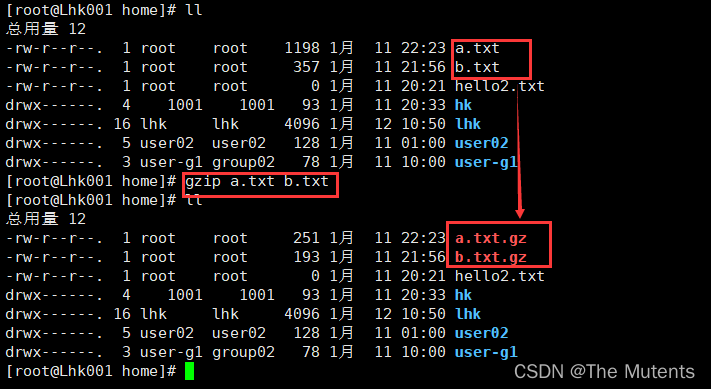 [root@Lhk001 home]# ll
总用量 12
-rw-r--r--. 1 root root 1198 1月 11 22:23 a.txt
-rw-r--r--. 1 root root 357 1月 11 21:56 b.txt
-rw-r--r--. 1 root root 0 1月 11 20:21 hello2.txt
drwx------. 4 1001 1001 93 1月 11 20:33 hk
drwx------. 16 lhk lhk 4096 1月 12 10:50 lhk
drwx------. 5 user02 user02 128 1月 11 01:00 user02
drwx------. 3 user-g1 group02 78 1月 11 10:00 user-g1
[root@Lhk001 home]# gzip a.txt b.txt
[root@Lhk001 home]# ll
总用量 12
-rw-r--r--. 1 root root 251 1月 11 22:23 a.txt.gz
-rw-r--r--. 1 root root 193 1月 11 21:56 b.txt.gz
-rw-r--r--. 1 root root 0 1月 11 20:21 hello2.txt
drwx------. 4 1001 1001 93 1月 11 20:33 hk
drwx------. 16 lhk lhk 4096 1月 12 10:50 lhk
drwx------. 5 user02 user02 128 1月 11 01:00 user02
drwx------. 3 user-g1 group02 78 1月 11 10:00 user-g1
[root@Lhk001 home]#
CSDN @The Mutents